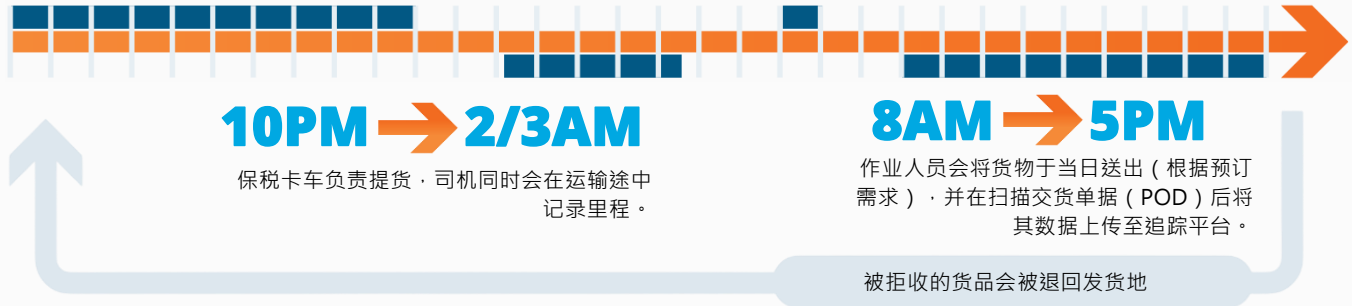 10PM 2/3AM
保税卡车负责提货，司机同时会在运输途中
记录里程。
8AM 5PM
作业人员会将货物于当日送出（根据预订
需求），并在扫描交货单据（POD）后将
其数据上传至追踪平台。
被拒收的货品会被退回发货地